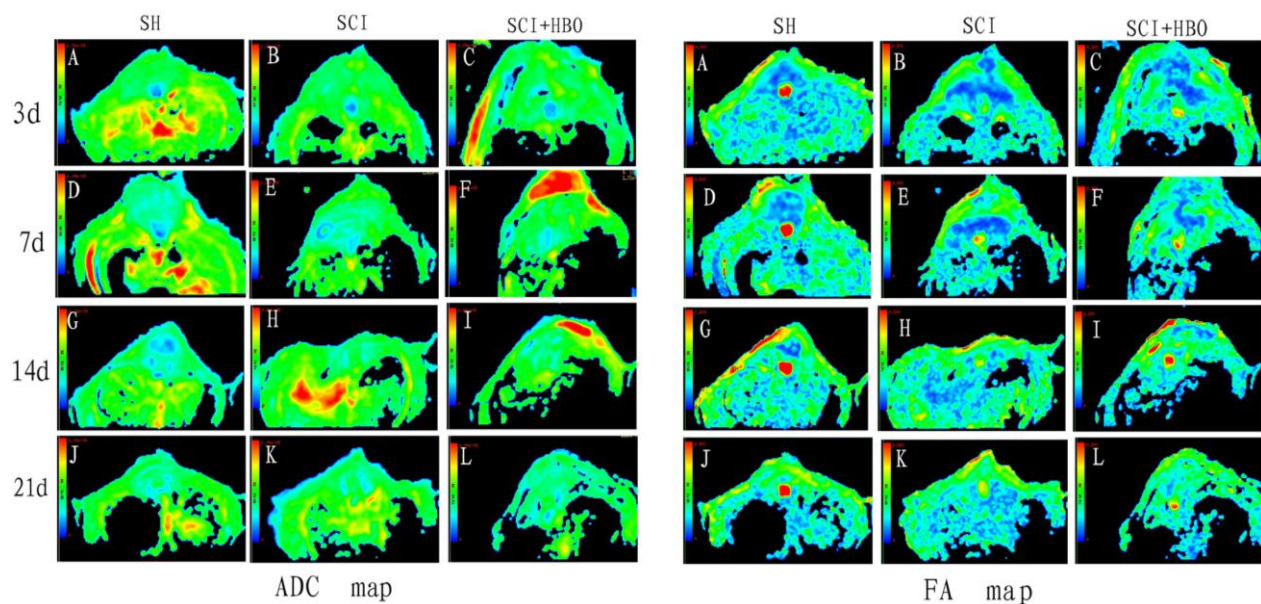 SH SCI SCI+HBO SH SCI SCI+HBO
3d A B C A B C
7d D E F D E F
14d G H I G H I
21d J K L J K L
ADC map FA map